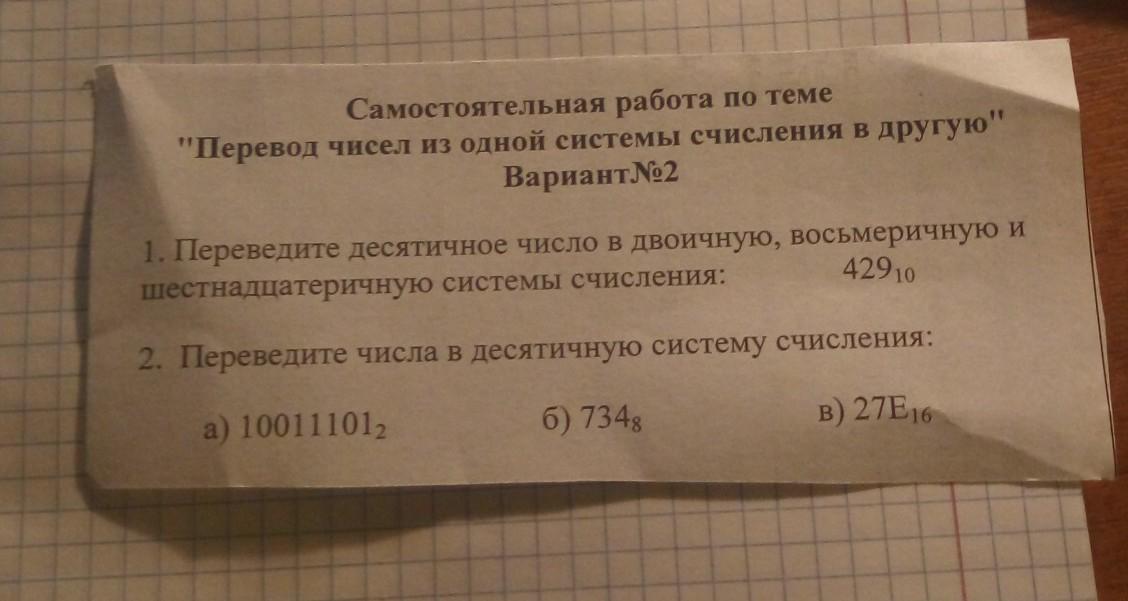 Самостоятельная работа по теме
"Перевод чисел из одной системы счисления в другую"
Вариант№2
1. Переведите десятичное число в двоичную, восьмеричную и
шестнадцатеричную системы счисления: 429₁₀
2. Переведите числа в десятичную систему счисления:
а) 10011101₂ б) 734₈ в) 27E₁₆